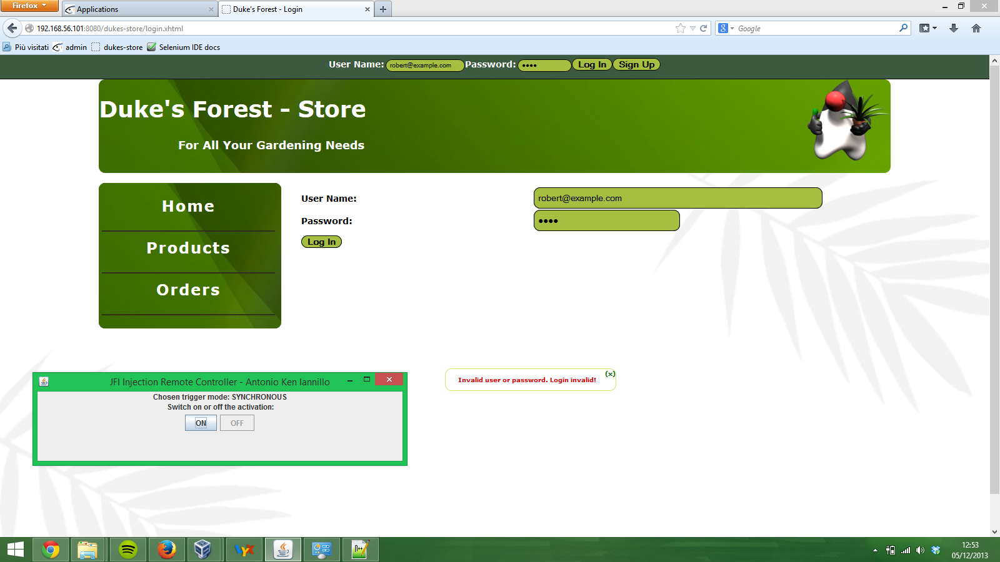 Firefox
Applications
Duke's Forest - Login
192.168.56.101:8080/dukes-store/login.xhtml
Google
Più visitati
admin
dukes-store
Selenium IDE docs
User Name: robert@example.com Password: •••• Log In Sign Up
Duke's Forest - Store
For All Your Gardening Needs
Home
Products
Orders
User Name: robert@example.com
Password: ••••
Log In
Invalid user or password. Login invalid!
(x)
JFI Injection Remote Controller - Antonio Ken Iannillo
Chosen trigger mode: SYNCHRONOUS
Switch on or off the activation:
ON OFF
12:53
05/12/2013